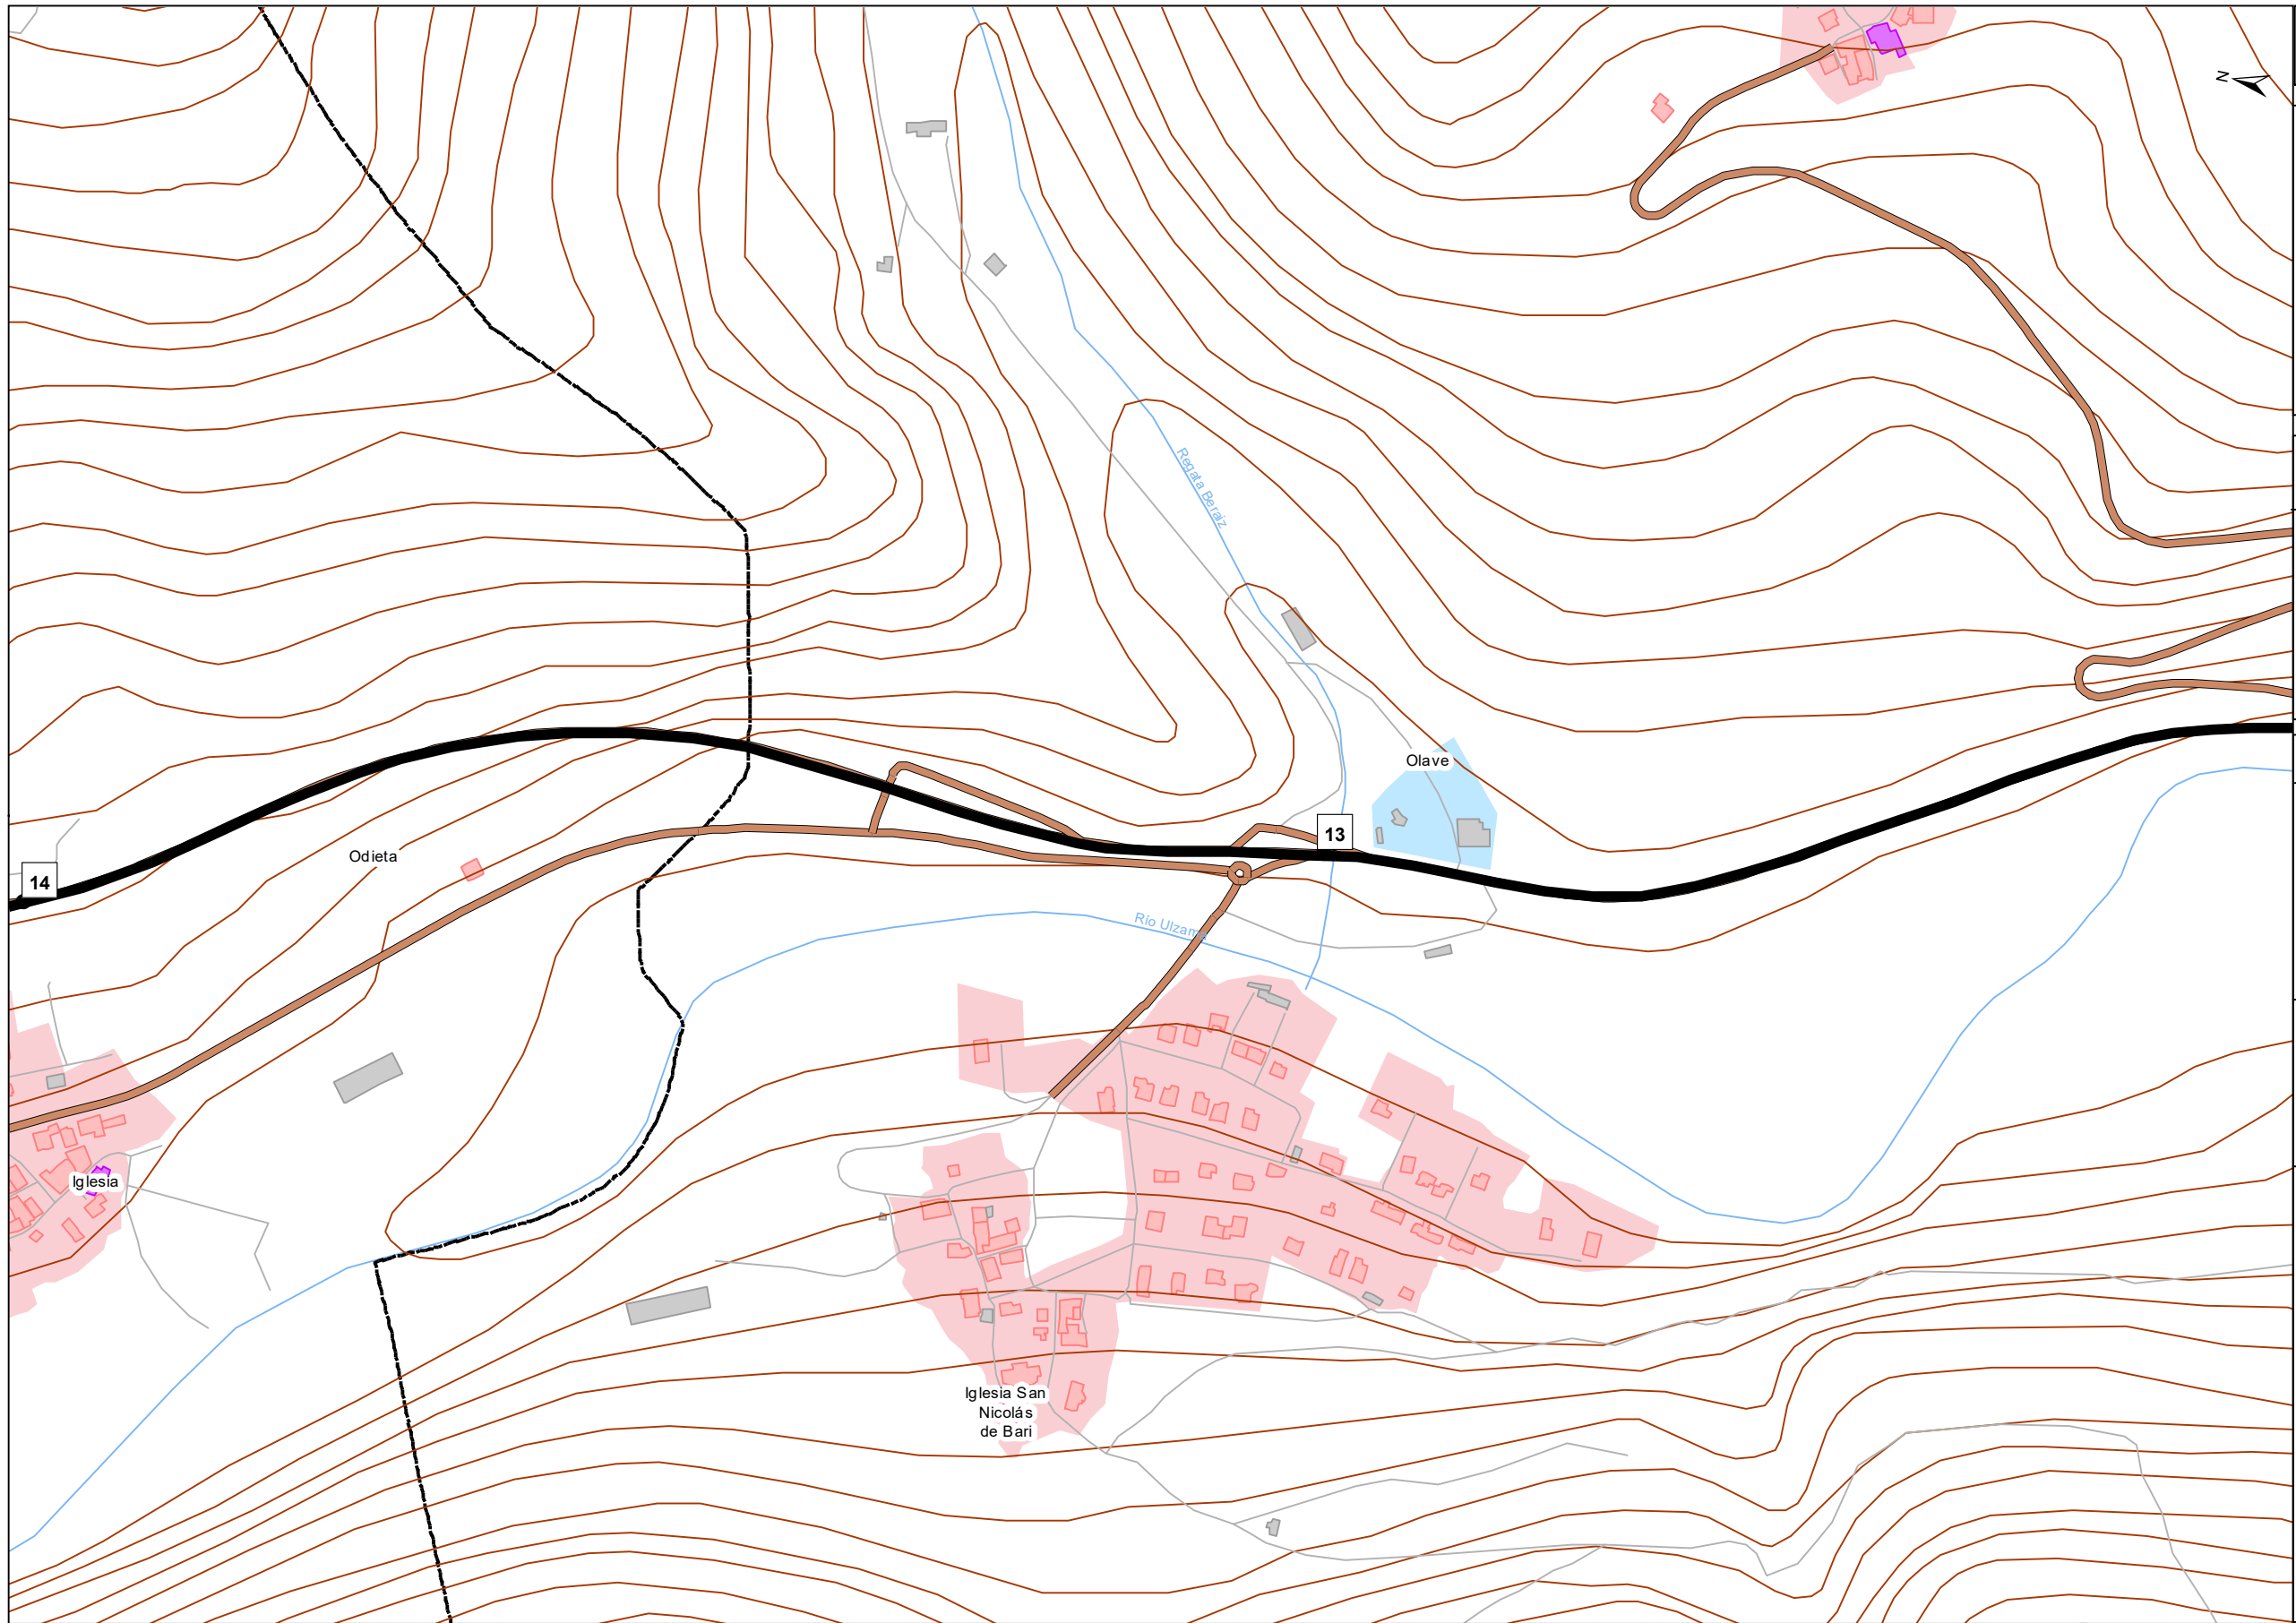 N
Regata Beraiz
Olave
13
Odieta
14
Río Ulzama
Iglesia
Iglesia San
Nicolás
de Bari